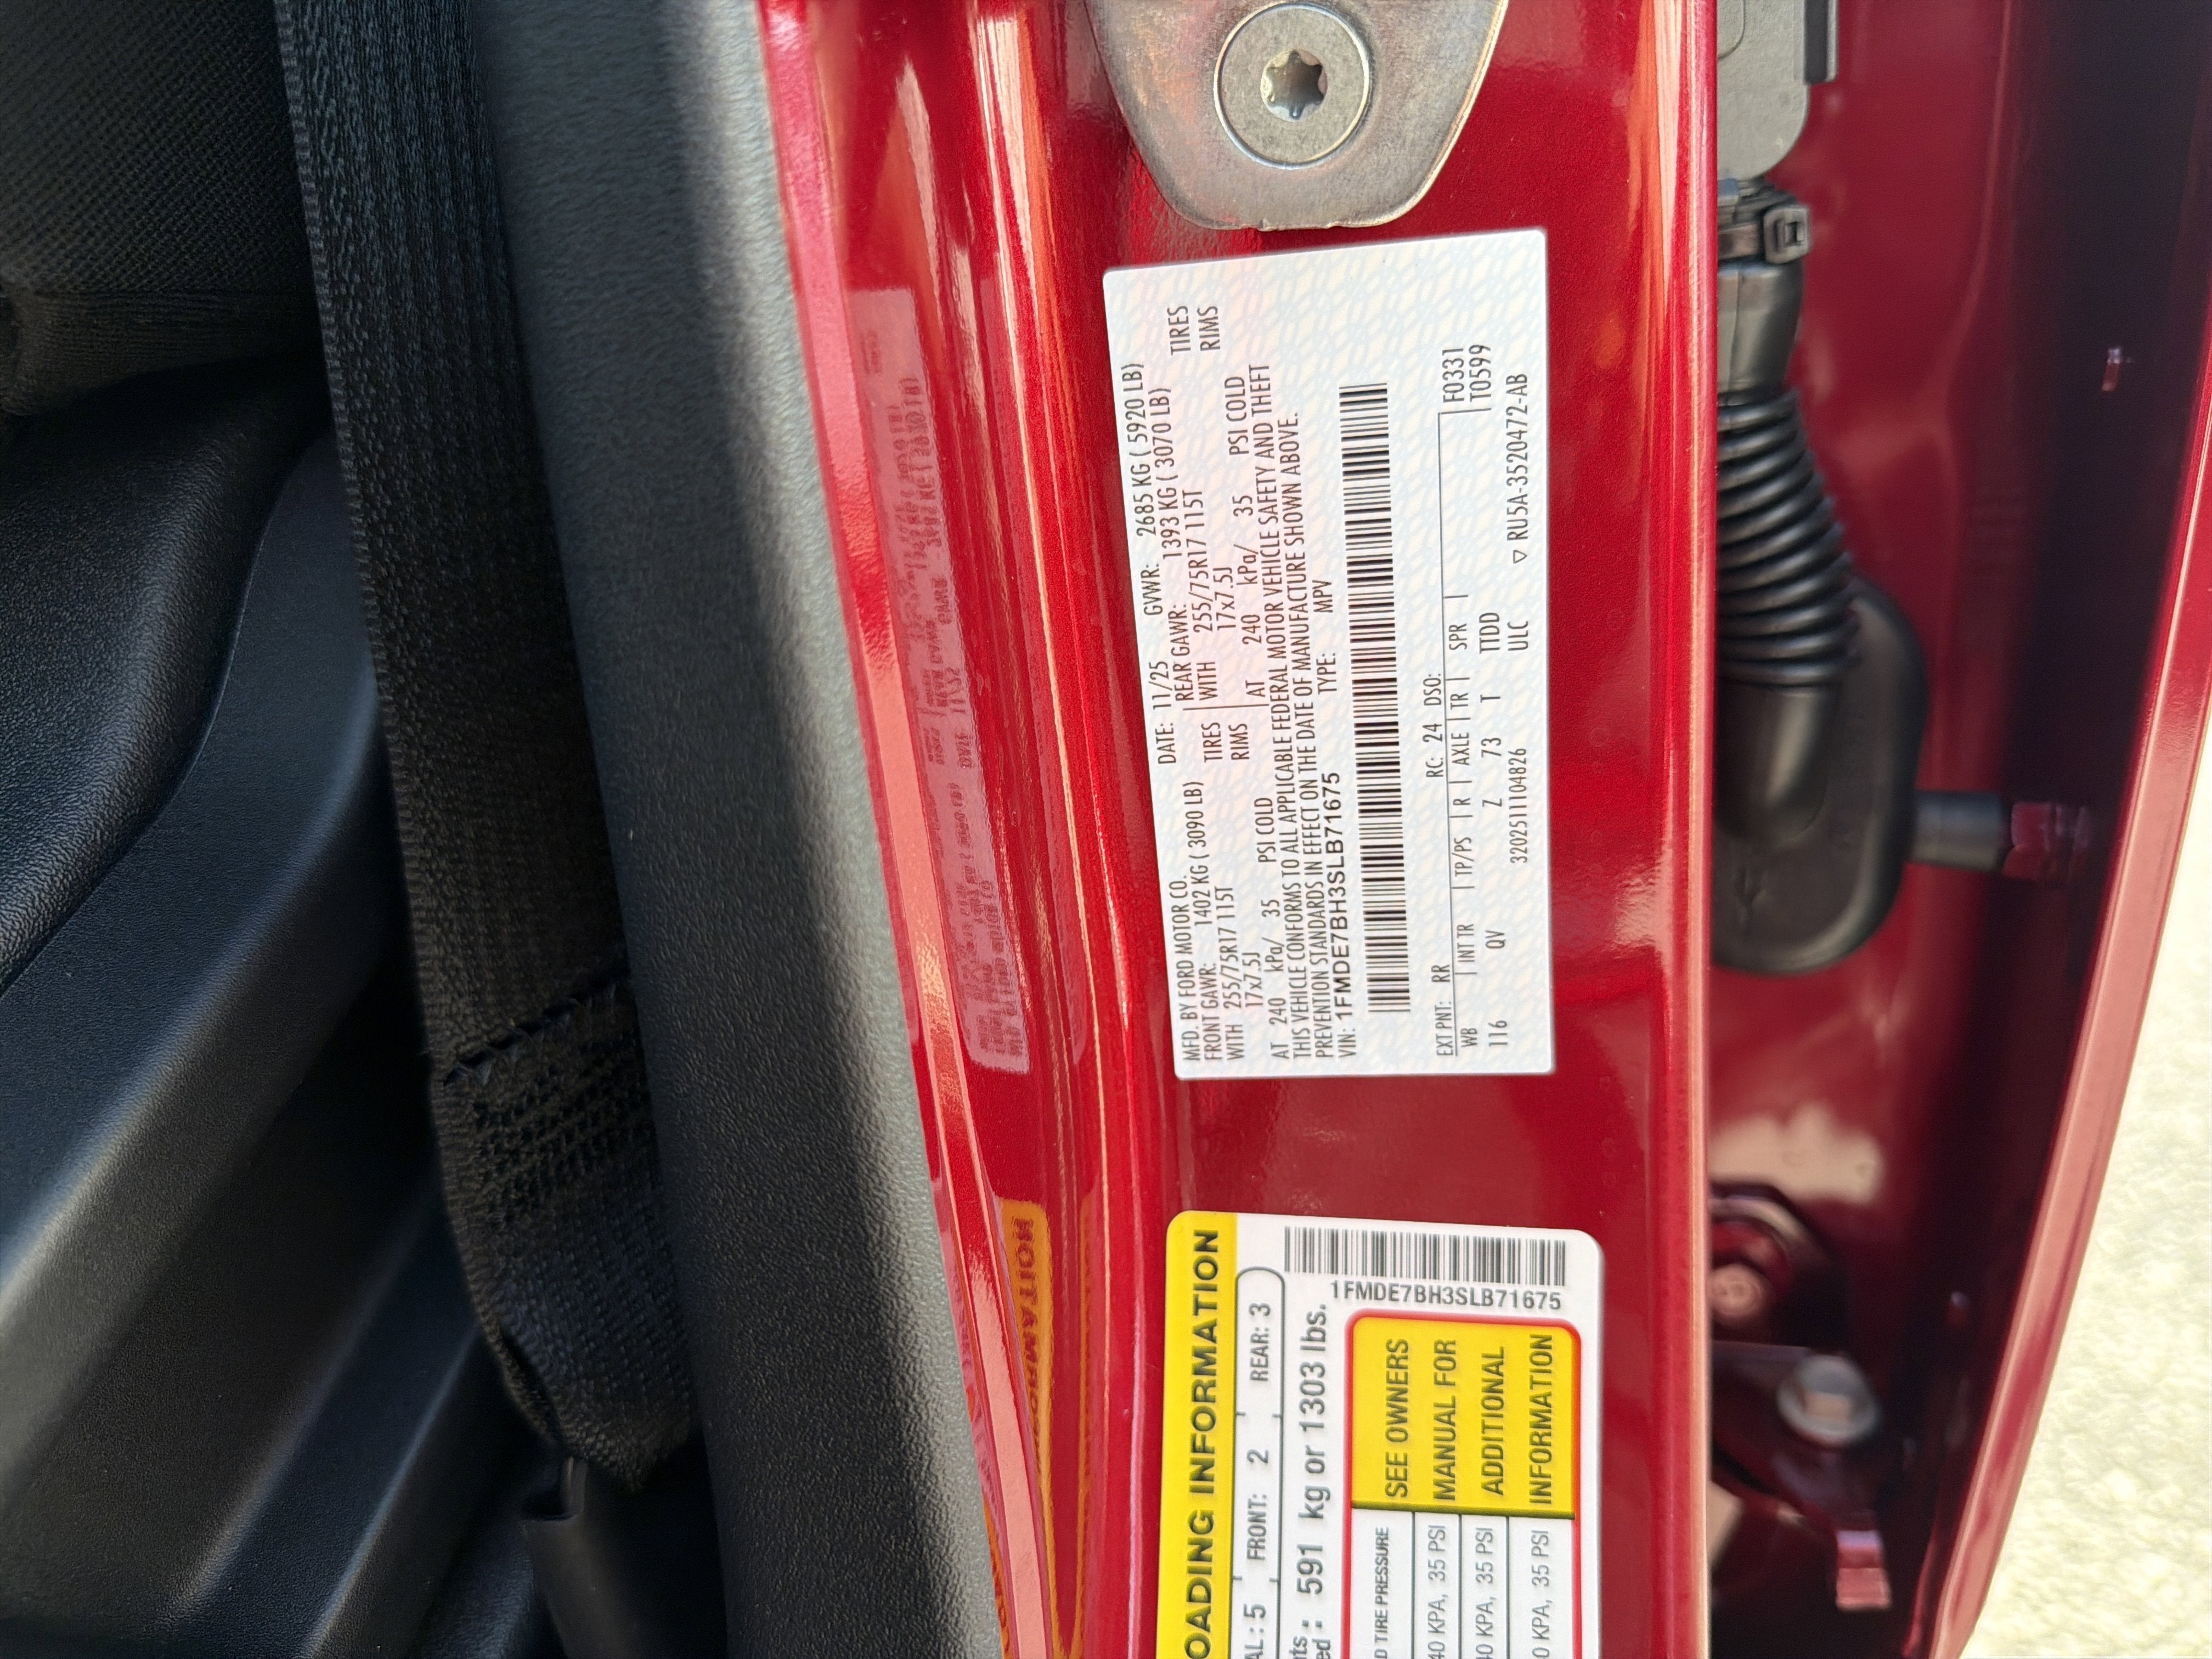 MFD. BY FORD MOTOR CO. DATE: 11/25 GVWR: 2685 KG ( 5920 LB)
FRONT GAWR: 1402 KG ( 3090 LB) REAR GAWR: 1393 KG ( 3070 LB)
WITH 255/75R17 115T TIRES WITH 255/75R17 115T TIRES
17x7.5J RIMS 17x7.5J RIMS
AT 240 kPa/ 35 PSI COLD AT 240 kPa/ 35 PSI COLD
THIS VEHICLE CONFORMS TO ALL APPLICABLE FEDERAL MOTOR VEHICLE SAFETY AND THEFT
PREVENTION STANDARDS IN EFFECT ON THE DATE OF MANUFACTURE SHOWN ABOVE.
VIN: 1FMDE7BH3SLB71675 TYPE: MPV
EXT PNT: RR RC: 24 DSO: F0331
WB INT TR TP/PS R AXLE TR SPR T0599
116 QV Z 73 T TIDD
320251110482​6 ULC ▽ RU5A-3520472-AB
OADING INFORMATION
AL : 5 FRONT: 2 REAR: 3
591 kg or 1303 lbs.
1FMDE7BH3SLB71675
TIRE PRESSURE
40 KPA, 35 PSI
40 KPA, 35 PSI
0 KPA, 35 PSI
SEE OWNERS
MANUAL FOR
ADDITIONAL
INFORMATION